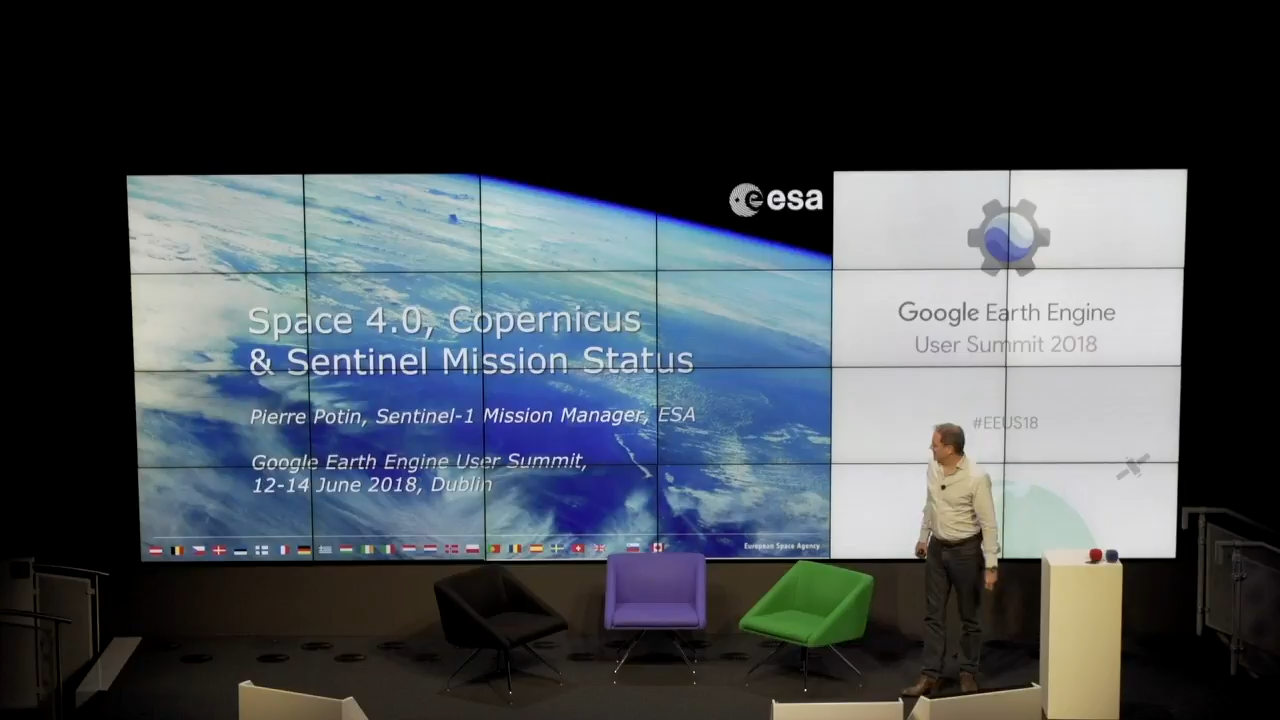 esa
Space 4.0, Copernicus
& Sentinel Mission Status
Pierre Potin, Sentinel-1 Mission Manager, ESA
Google Earth Engine User Summit,
12-14 June 2018, Dublin
European Space Agency
Google Earth Engine
User Summit 2018
#EEUS18